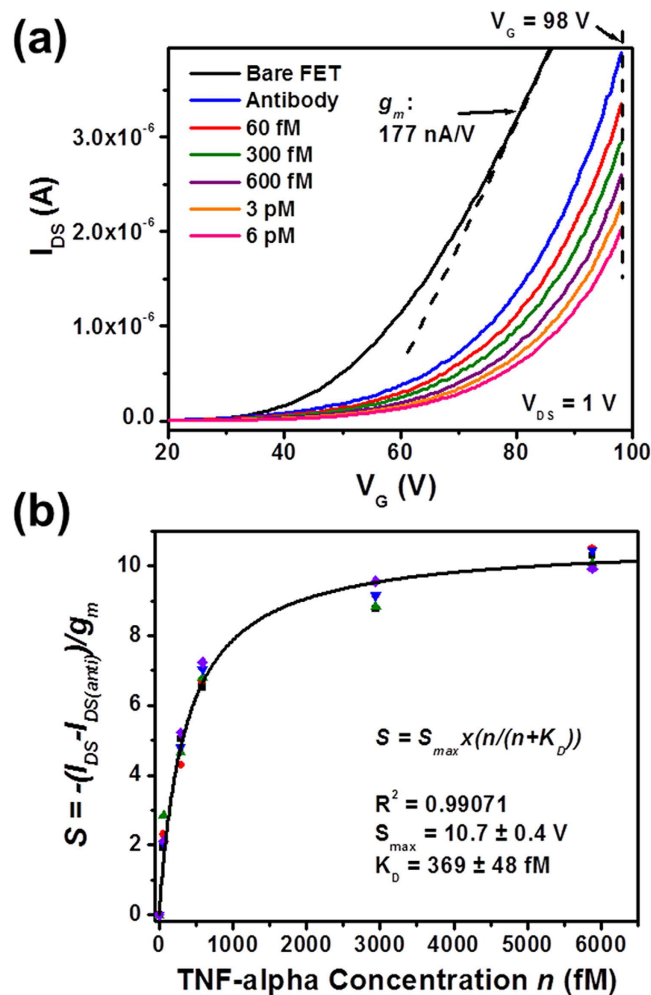 (a)
V_G = 98 V
Bare FET
Antibody
60 fM
300 fM
600 fM
3 pM
6 pM
g_m:
177 nA/V
V_DS = 1 V
I_DS (A)
3.0x10^-6
2.0x10^-6
1.0x10^-6
0.0
20 40 60 80 100
V_G (V)
(b)
S = -(I_DS-I_DS(anti))/g_m
10
8
6
4
2
0
S = S_max x(n/(n+K_D))
R^2 = 0.99071
S_max = 10.7 ± 0.4 V
K_D = 369 ± 48 fM
0 1000 2000 3000 4000 5000 6000
TNF-alpha Concentration n (fM)